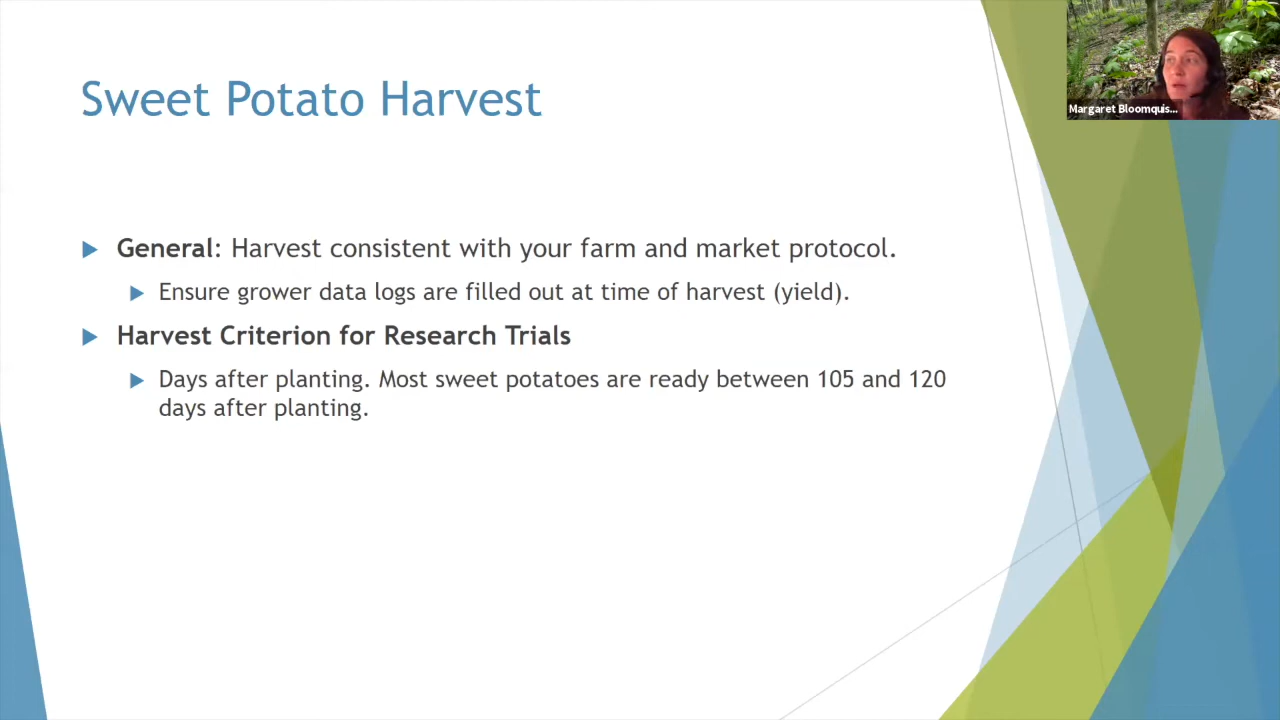 Sweet Potato Harvest
Margaret Bloomquis...
General: Harvest consistent with your farm and market protocol.
Ensure grower data logs are filled out at time of harvest (yield).
Harvest Criterion for Research Trials
Days after planting. Most sweet potatoes are ready between 105 and 120
days after planting.